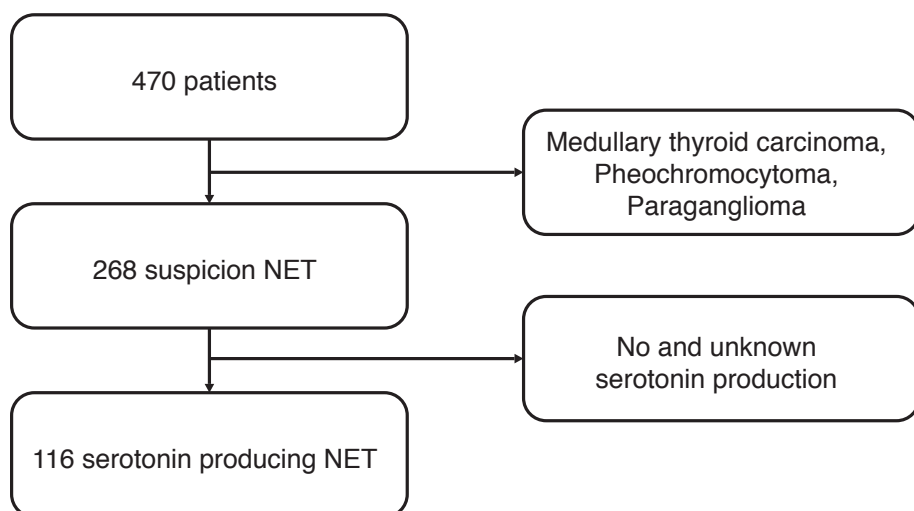 470 patients
Medullary thyroid carcinoma,
Pheochromocytoma,
Paraganglioma
268 suspicion NET
No and unknown
serotonin production
116 serotonin producing NET